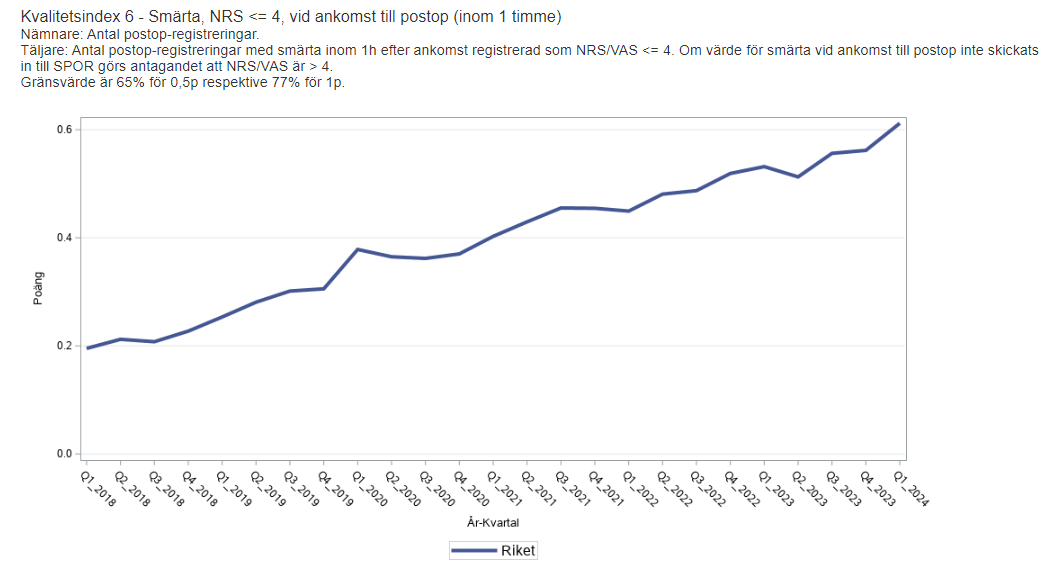 Kvalitetsindex 6 - Smärta, NRS <= 4, vid ankomst till postop (inom 1 timme)
Nämnare: Antal postop-registreringar.
Täljare: Antal postop-registreringar med smärta inom 1h efter ankomst registrerad som NRS/VAS <= 4. Om värde för smärta vid ankomst till postop inte skickats
in till SPOR görs antagandet att NRS/VAS är > 4.
Gränsvärde är 65% för 0,5p respektive 77% för 1p.
0.6
0.4
Poäng
0.2
0.0
Q1_2018
Q2_2018
Q3_2018
Q4_2018
Q1_2019
Q2_2019
Q3_2019
Q4_2019
Q1_2020
Q2_2020
Q3_2020
Q4_2020
Q1_2021
Q2_2021
Q3_2021
Q4_2021
Q1_2022
Q2_2022
Q3_2022
Q4_2022
Q1_2023
Q2_2023
Q3_2023
Q4_2023
Q1_2024
År-Kvartal
Riket